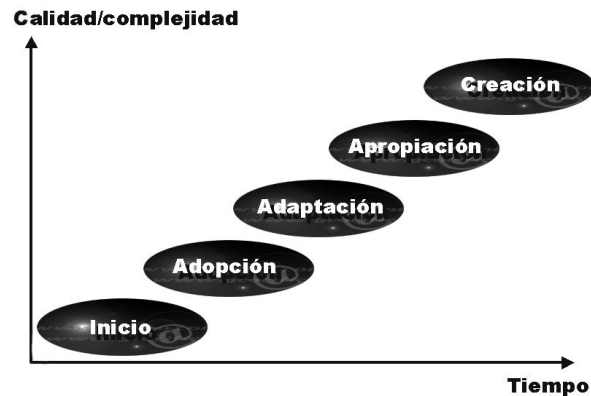 Calidad/complejidad
Creación
Apropiación
Adaptación
Adopción
Inicio
Tiempo